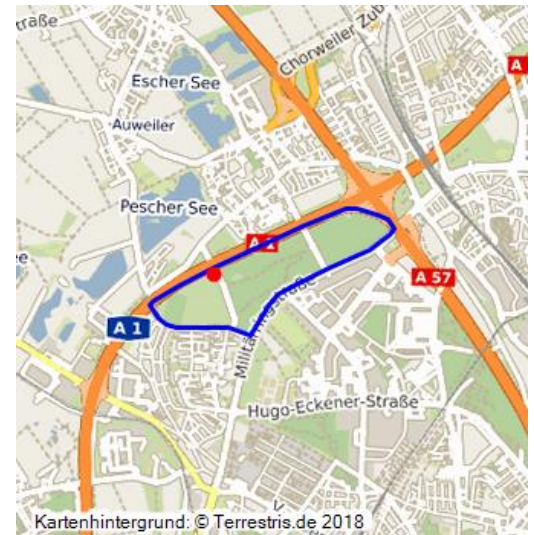 traße
Chorweiler Zub
Escher See
A
Auweiler
Pescher See
A 1
A 57
A 1
Militärringstraße
Hugo-Eckener-Straße
Kartenhintergrund: © Terrestris.de 2018